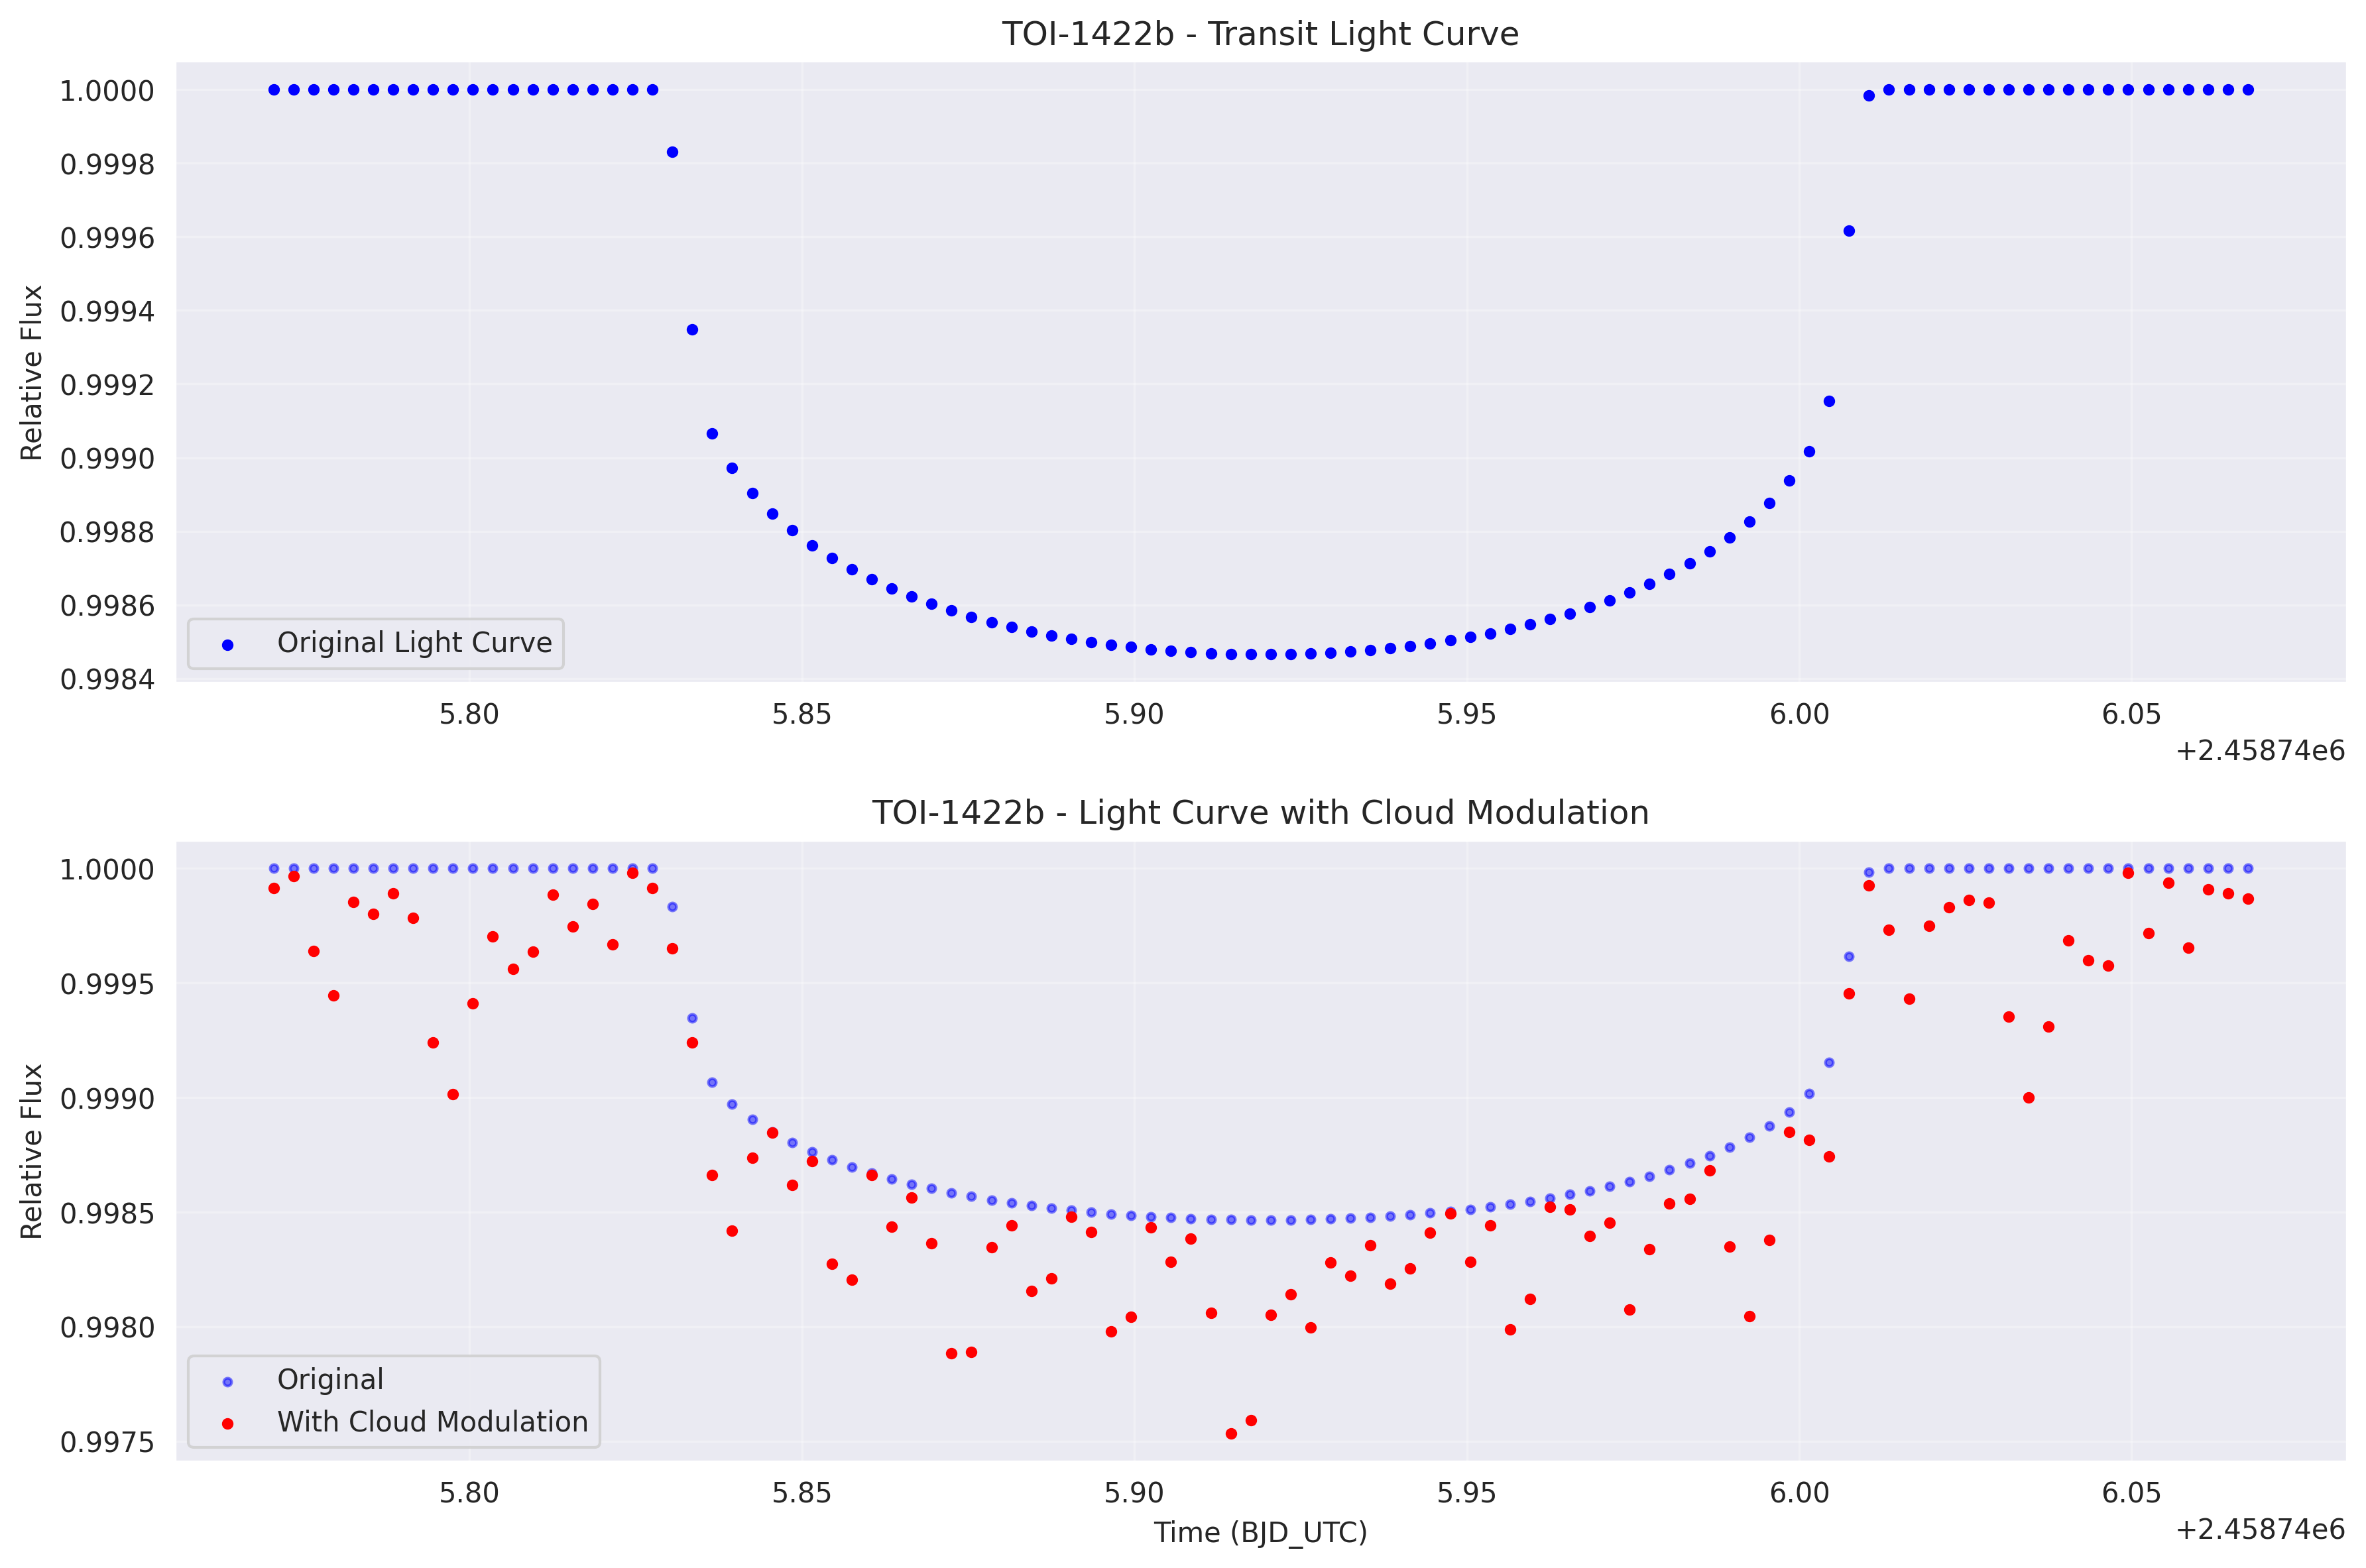 TOI-1422b - Transit Light Curve
Relative Flux
1.0000
0.9998
0.9996
0.9994
0.9992
0.9990
0.9988
0.9986
0.9984
Original Light Curve
5.80 5.85 5.90 5.95 6.00 6.05
+2.45874e6
TOI-1422b - Light Curve with Cloud Modulation
Relative Flux
1.0000
0.9995
0.9990
0.9985
0.9980
0.9975
Original
With Cloud Modulation
5.80 5.85 5.90 5.95 6.00 6.05
Time (BJD_UTC)
+2.45874e6